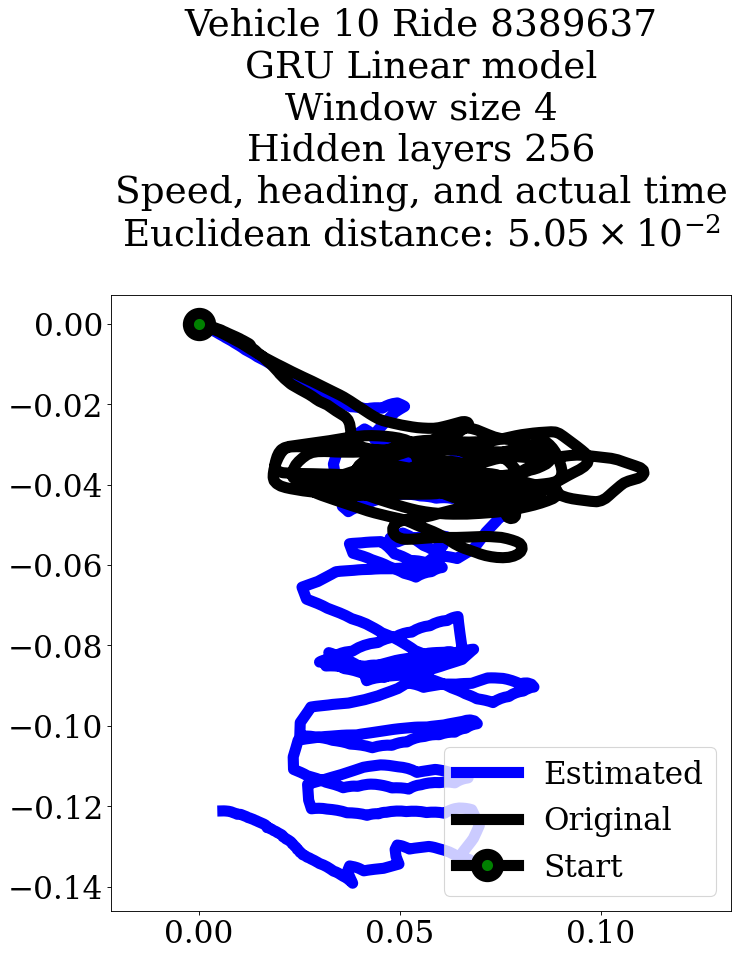 Vehicle 10 Ride 8389637
GRU Linear model
Window size 4
Hidden layers 256
Speed, heading, and actual time
Euclidean distance: 5.05 × 10⁻²
0.00
−0.02
−0.04
−0.06
−0.08
−0.10
−0.12
−0.14
Estimated
Original
Start
0.00 0.05 0.10